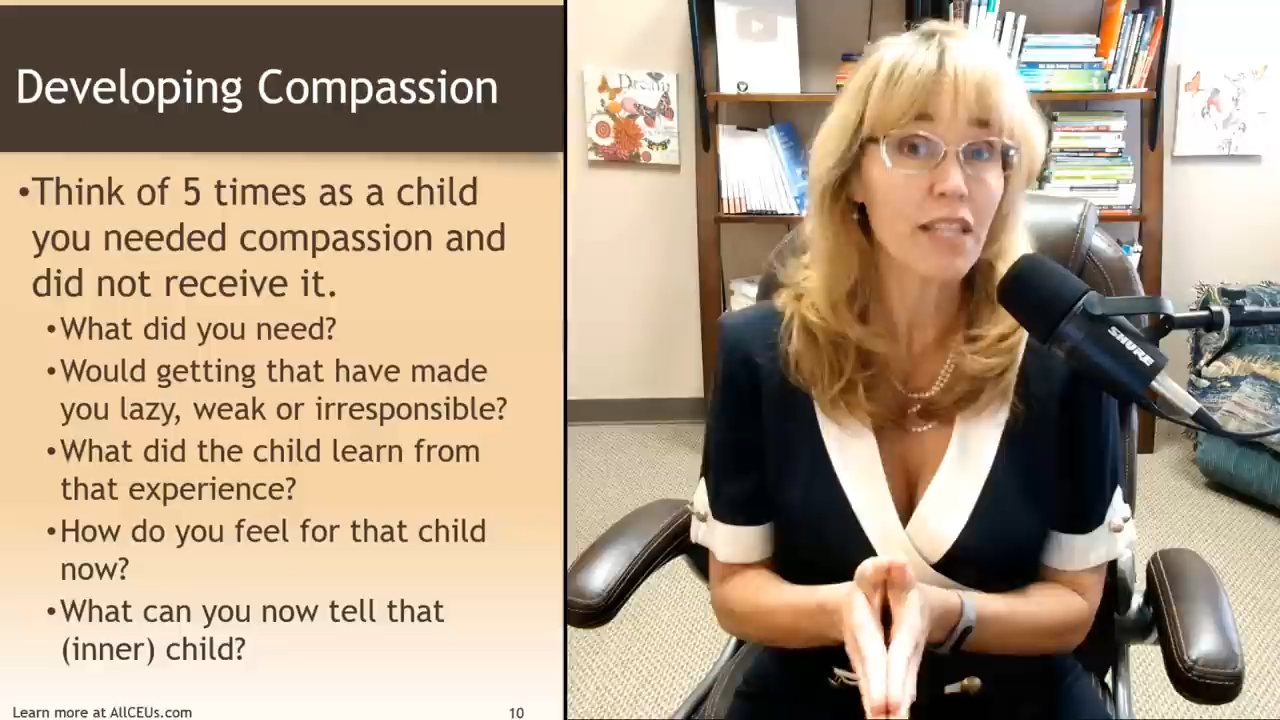 Developing Compassion
•Think of 5 times as a child
you needed compassion and
did not receive it.
•What did you need?
•Would getting that have made
you lazy, weak or irresponsible?
•What did the child learn from
that experience?
•How do you feel for that child
now?
•What can you now tell that
(inner) child?
Learn more at AllCEUs.com
10
Dream
SHURE